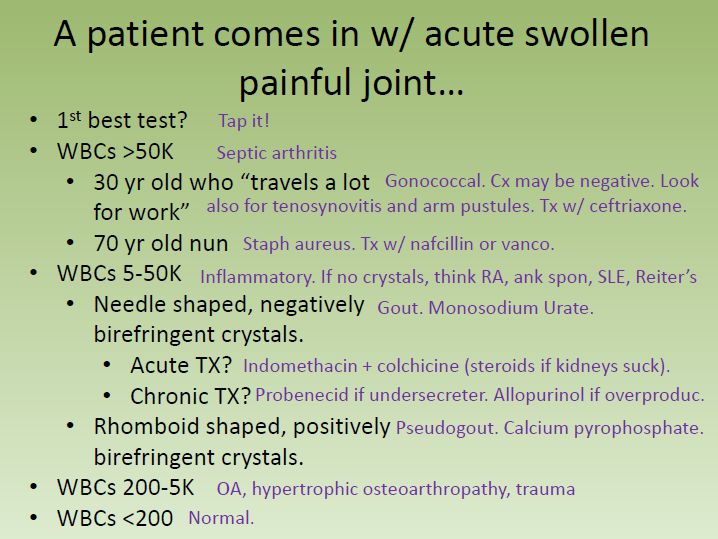 A patient comes in w/ acute swollen
painful joint…
• 1st best test? Tap it!
• WBCs >50K Septic arthritis
• 30 yr old who “travels a lot Gonococcal. Cx may be negative. Look
for work” also for tenosynovitis and arm pustules. Tx w/ ceftriaxone.
• 70 yr old nun Staph aureus. Tx w/ nafcillin or vanco.
• WBCs 5-50K Inflammatory. If no crystals, think RA, ank spon, SLE, Reiter’s
• Needle shaped, negatively Gout. Monosodium Urate.
birefringent crystals.
• Acute TX? Indomethacin + colchicine (steroids if kidneys suck).
• Chronic TX? Probenecid if undersecreter. Allopurinol if overproduc.
• Rhomboid shaped, positively Pseudogout. Calcium pyrophosphate.
birefringent crystals.
• WBCs 200-5K OA, hypertrophic osteoarthropathy, trauma
• WBCs <200 Normal.